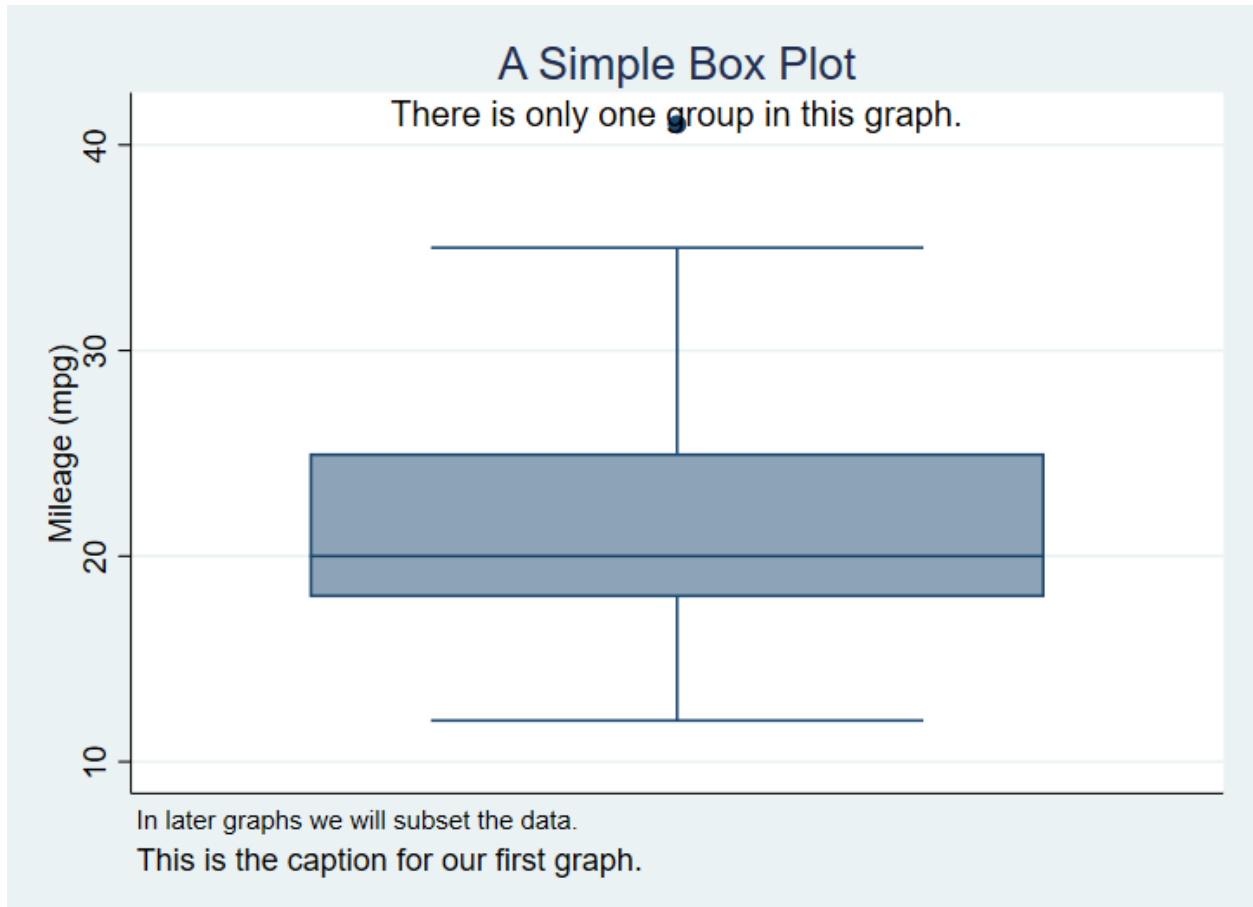 A Simple Box Plot
There is only one group in this graph.
40
30
20
10
Mileage (mpg)
In later graphs we will subset the data.
This is the caption for our first graph.